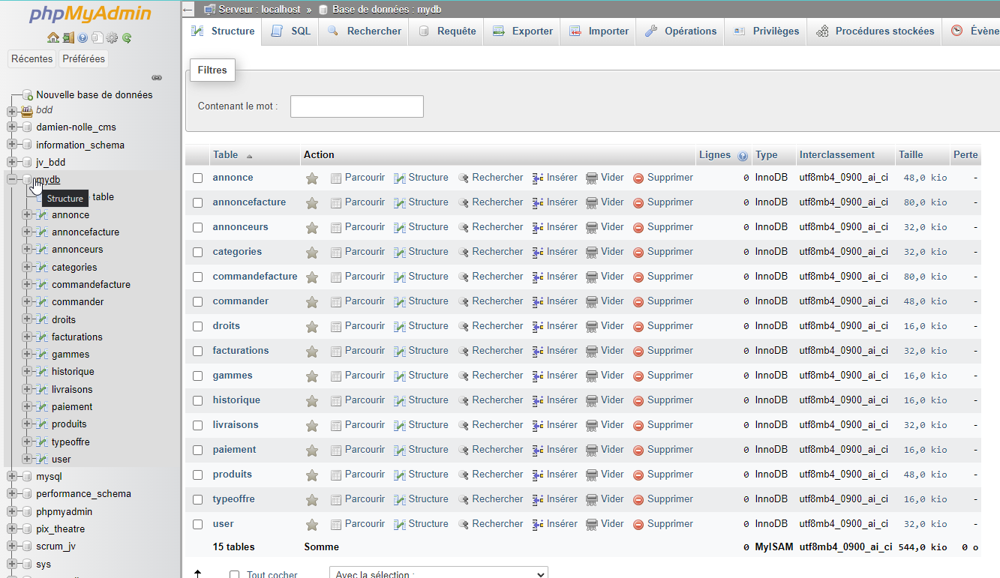 phpMyAdmin
Récentes Préférées
Nouvelle base de données
bdd
damien-nolle_cms
information_schema
jv_bdd
mydb
Structure
table
annonce
annoncefacture
annonceurs
categories
commandefacture
commander
droits
facturations
gammes
historique
livraisons
paiement
produits
typeoffre
user
mysql
performance_schema
phpmyadmin
pix_theatre
scrum_jv
sys
Serveur : localhost » Base de données : mydb
Structure SQL Rechercher Requête Exporter Importer Opérations Privilèges Procédures stockées Évène
Filtres
Contenant le mot :
Table Action Lignes Type Interclassement Taille Perte
annonce Parcourir Structure Rechercher Insérer Vider Supprimer 0 InnoDB utf8mb4_0900_ai_ci 48,0 kio -
annoncefacture Parcourir Structure Rechercher Insérer Vider Supprimer 0 InnoDB utf8mb4_0900_ai_ci 80,0 kio -
annonceurs Parcourir Structure Rechercher Insérer Vider Supprimer 0 InnoDB utf8mb4_0900_ai_ci 32,0 kio -
categories Parcourir Structure Rechercher Insérer Vider Supprimer 0 InnoDB utf8mb4_0900_ai_ci 32,0 kio -
commandefacture Parcourir Structure Rechercher Insérer Vider Supprimer 0 InnoDB utf8mb4_0900_ai_ci 80,0 kio -
commander Parcourir Structure Rechercher Insérer Vider Supprimer 0 InnoDB utf8mb4_0900_ai_ci 48,0 kio -
droits Parcourir Structure Rechercher Insérer Vider Supprimer 0 InnoDB utf8mb4_0900_ai_ci 16,0 kio -
facturations Parcourir Structure Rechercher Insérer Vider Supprimer 0 InnoDB utf8mb4_0900_ai_ci 32,0 kio -
gammes Parcourir Structure Rechercher Insérer Vider Supprimer 0 InnoDB utf8mb4_0900_ai_ci 16,0 kio -
historique Parcourir Structure Rechercher Insérer Vider Supprimer 0 InnoDB utf8mb4_0900_ai_ci 16,0 kio -
livraisons Parcourir Structure Rechercher Insérer Vider Supprimer 0 InnoDB utf8mb4_0900_ai_ci 32,0 kio -
paiement Parcourir Structure Rechercher Insérer Vider Supprimer 0 InnoDB utf8mb4_0900_ai_ci 16,0 kio -
produits Parcourir Structure Rechercher Insérer Vider Supprimer 0 InnoDB utf8mb4_0900_ai_ci 48,0 kio -
typeoffre Parcourir Structure Rechercher Insérer Vider Supprimer 0 InnoDB utf8mb4_0900_ai_ci 16,0 kio -
user Parcourir Structure Rechercher Insérer Vider Supprimer 0 InnoDB utf8mb4_0900_ai_ci 32,0 kio -
15 tables Somme 0 MyISAM utf8mb4_0900_ai_ci 544,0 kio 0 o
Tout cocher Avec la sélection :